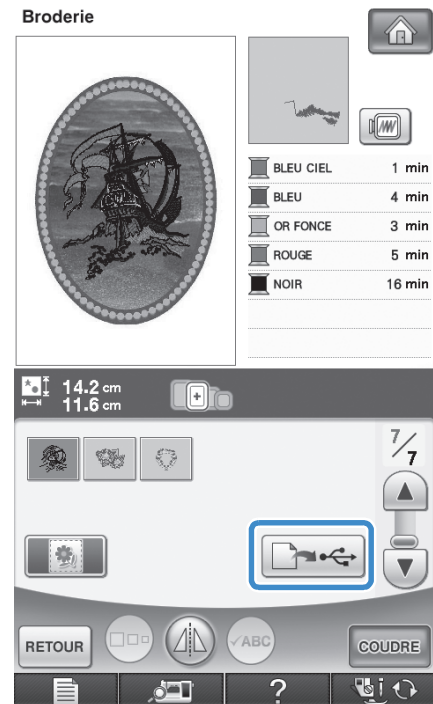 Broderie
BLEU CIEL 1 min
BLEU 4 min
OR FONCE 3 min
ROUGE 5 min
NOIR 16 min
14.2 cm
11.6 cm
7/7
RETOUR
ABC
COUDRE
?